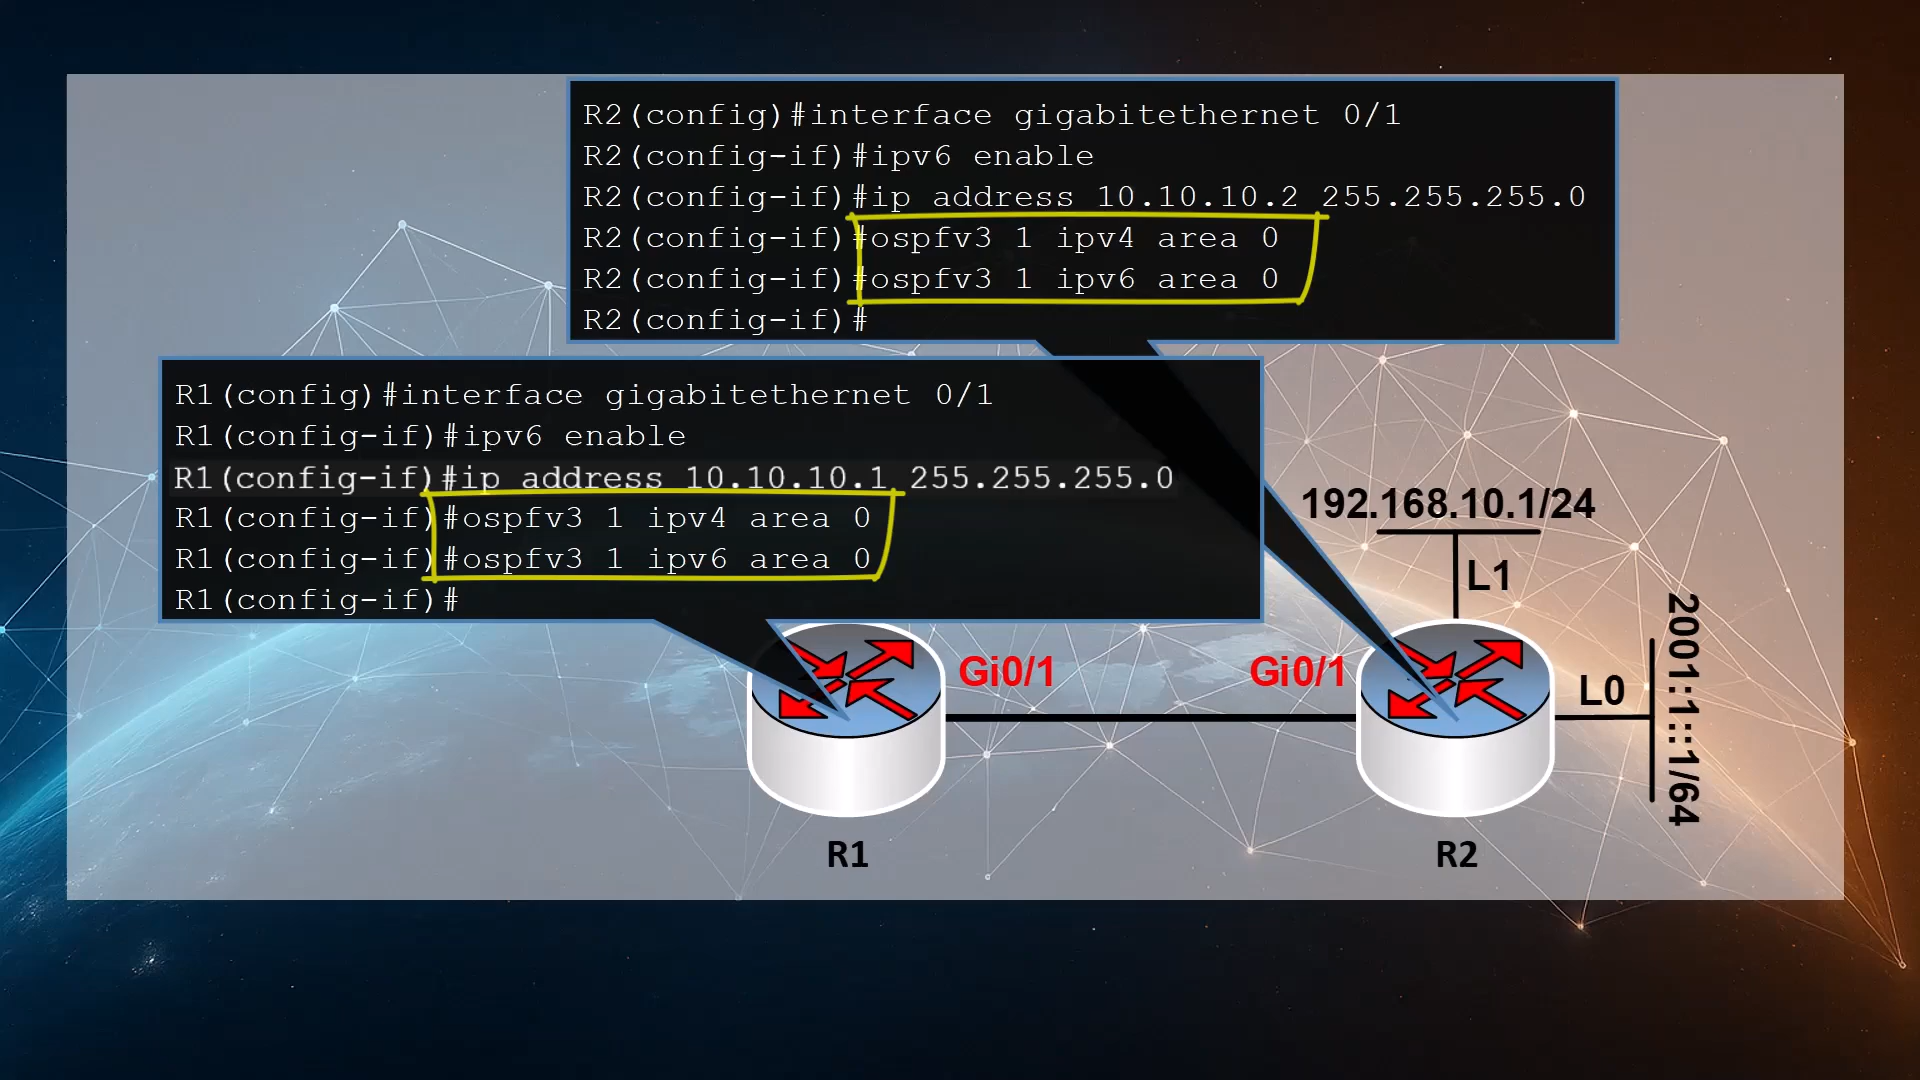 R2(config)#interface gigabitethernet 0/1
R2(config-if)#ipv6 enable
R2(config-if)#ip address 10.10.10.2 255.255.255.0
R2(config-if)#ospfv3 1 ipv4 area 0
R2(config-if)#ospfv3 1 ipv6 area 0
R2(config-if)#
R1(config)#interface gigabitethernet 0/1
R1(config-if)#ipv6 enable
R1(config-if)#ip address 10.10.10.1 255.255.255.0
R1(config-if)#ospfv3 1 ipv4 area 0
R1(config-if)#ospfv3 1 ipv6 area 0
R1(config-if)#
192.168.10.1/24
L1
Gi0/1
Gi0/1
L0
2001:1::1/64
R1
R2